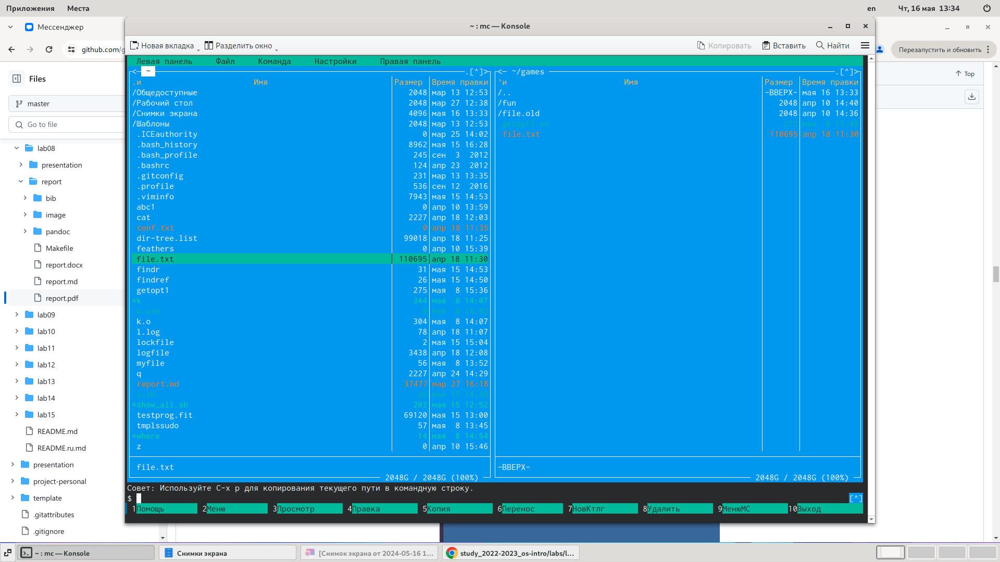 Приложения Места en Чт, 16 мая 13:34
Мессенджер
~ : mc — Konsole
github.com/g
Перезапустить и обновить
Новая вкладка Разделить окно Копировать Вставить Найти
Files
Top
master
Go to file
lab08
presentation
report
bib
image
pandoc
Makefile
report.docx
report.md
report.pdf
lab09
lab10
lab11
lab12
lab13
lab14
lab15
README.md
README.ru.md
presentation
project-personal
template
.gitattributes
.gitignore
Левая панель Файл Команда Настройки Правая панель
<─ ~ .[^]>
.и Имя Размер Время правки
/Общедоступные 2048 мар 13 12:53
/Рабочий стол 2048 мар 27 12:38
/Снимки экрана 4096 мая 16 13:33
/Шаблоны 2048 мар 13 12:53
.ICEauthority 0 мар 25 14:02
.bash_history 8962 мая 15 16:28
.bash_profile 245 сен 3 2012
.bashrc 124 апр 23 2012
.gitconfig 231 мар 13 13:35
.profile 536 сен 12 2016
.viminfo 7943 мая 15 14:53
abc1 0 апр 10 13:59
cat 2227 апр 18 12:03
conf.txt 0 апр 18 11:35
dir-tree.list 99018 апр 18 11:25
feathers 0 апр 10 15:39
file.txt 110695 апр 18 11:30
findr 31 мая 15 14:53
findref 26 мая 15 14:50
getopt1 275 мая 8 15:36
*k 344 мая 8 14:07
k.asm 0 мая 8 14:03
k.o 304 мая 8 14:07
l.log 78 апр 18 11:07
lockfile 2 мая 15 15:04
logfile 3438 апр 18 12:08
myfile 56 мая 8 13:52
q 2227 апр 24 14:29
report.md 37477 мар 27 16:18
s.sh мая 15 14:45
*show_all.sh 203 мая 15 12:52
testprog.fit 69120 мая 15 13:00
tmplssudo 57 мая 8 13:45
*where 14 мая 8 14:54
z 0 апр 10 15:46
file.txt
2048G / 2048G (100%)
<─ ~/games .[^]>
'и Имя Размер Время правки
/.. -ВВЕРХ- мая 16 13:33
/fun 2048 апр 10 14:40
/file.old 2048 апр 10 14:36
getopt1.sh 275 мая 8 15:49
file.txt 110695 апр 18 11:30
-ВВЕРХ-
2048G / 2048G (100%)
Совет: Используйте C-x p для копирования текущего пути в командную строку.
$ [^]
1Помощь 2Меню 3Просмотр 4Правка 5Копия 6Перенос 7НовКтлг 8Удалить 9МенюMC 10Выход
~ : mc — Konsole Снимки экрана [Снимок экрана от 2024-05-16 1... study_2022-2023_os-intro/labs/l...